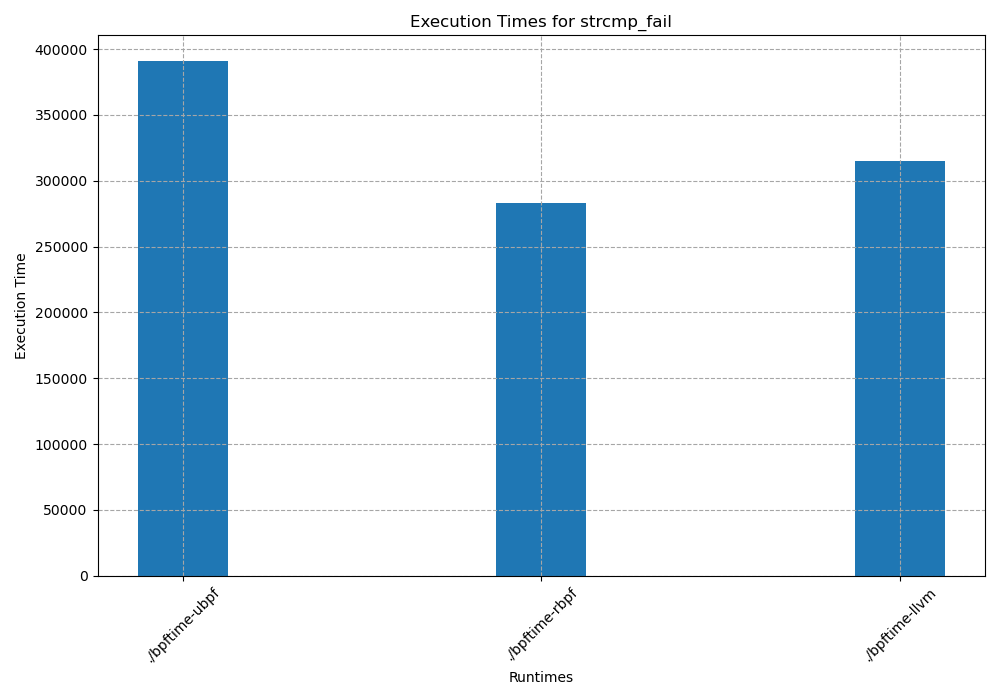 Execution Times for strcmp_fail
400000
350000
300000
250000
200000
150000
100000
50000
0
Execution Time
./bpftime-ubpf
./bpftime-rbpf
./bpftime-llvm
Runtimes